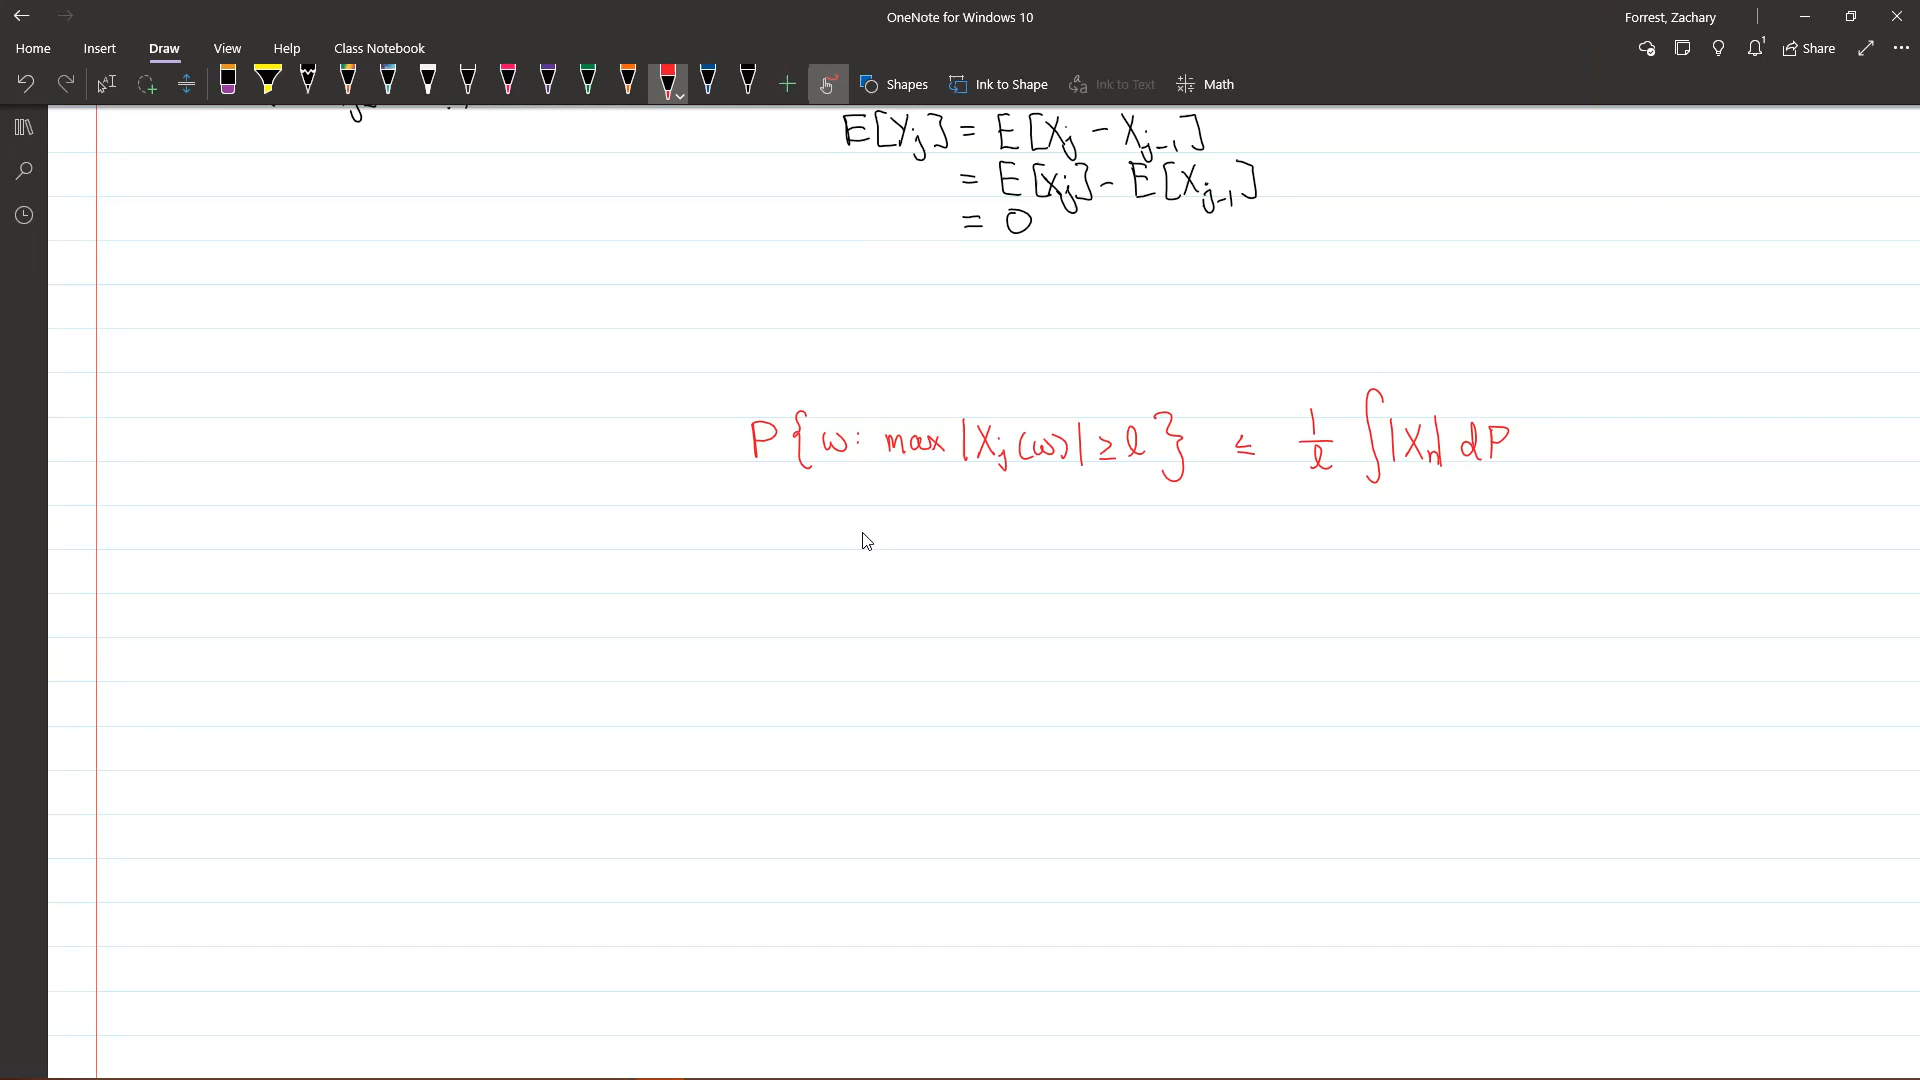 OneNote for Windows 10
Forrest, Zachary
Home Insert Draw View Help Class Notebook
Share
Shapes Ink to Shape Ink to Text Math
E[Yj] = E[Xj - Xj-1]
= E[Xj] - E[Xj-1]
= 0
P{ω: max |Xj(ω)| ≥ l} ≤ 1/l ∫|Xn| dP